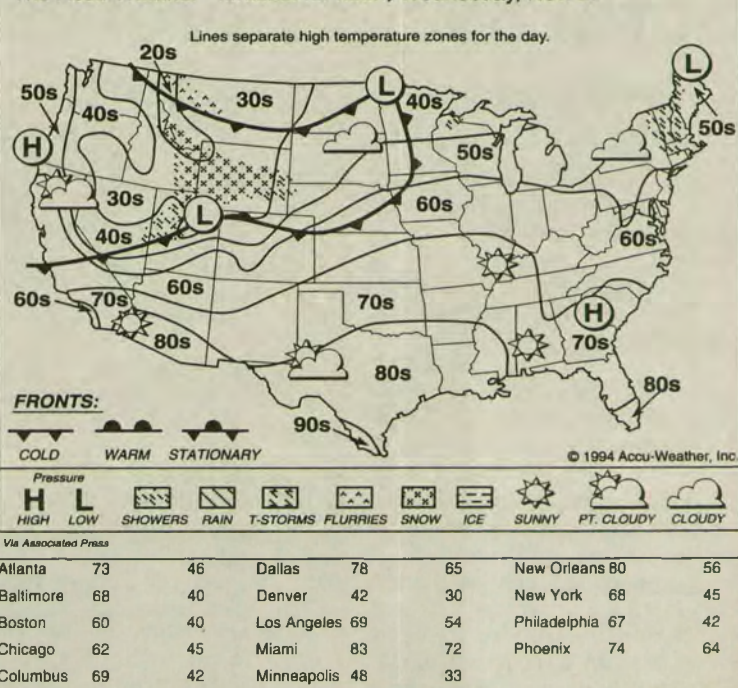 Lines separate high temperature zones for the day.
20s
L
50s
40s
30s
L
40s
50s
H
50s
30s
60s
L
40s
60s
60s
60s
70s
70s
H
80s
70s
80s
80s
90s
FRONTS:
COLD WARM STATIONARY
© 1994 Accu-Weather, Inc.
Pressure
H L
HIGH LOW SHOWERS RAIN T-STORMS FLURRIES SNOW ICE SUNNY PT. CLOUDY CLOUDY
Via Associated Press
Atlanta 73 46 Dallas 78 65 New Orleans 80 56
Baltimore 68 40 Denver 42 30 New York 68 45
Boston 60 40 Los Angeles 69 54 Philadelphia 67 42
Chicago 62 45 Miami 83 72 Phoenix 74 64
Columbus 69 42 Minneapolis 48 33